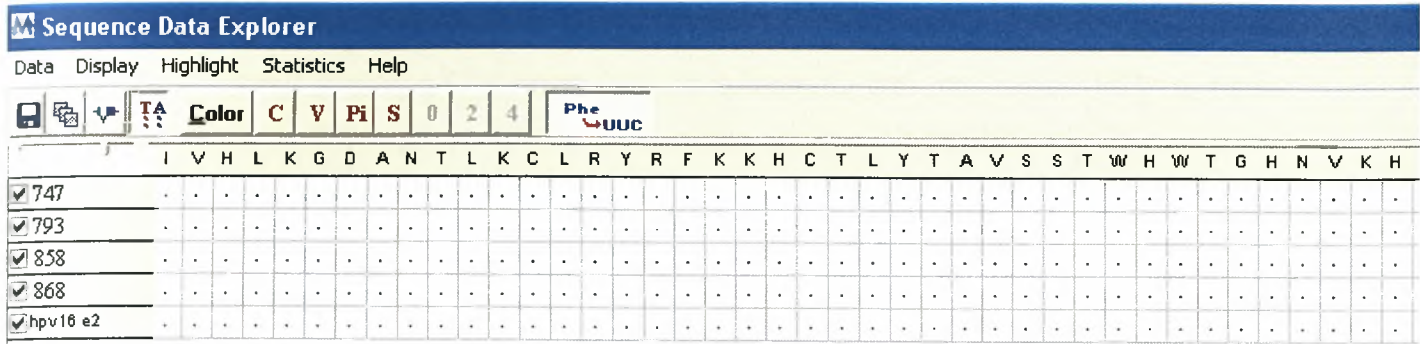 Sequence Data Explorer
Data Display Highlight Statistics Help
TA Color C V Pi S 0 2 4 Phe UUC
I V H L K G D A N T L K C L R Y R F K K H C T L Y T A V S S T W H W T G H N V K H
747 . . . . . . . . . . . . . . . . . . . . . . . . . . . . . . . . . . . . . . . . .
793 . . . . . . . . . . . . . . . . . . . . . . . . . . . . . . . . . . . . . . . . .
858 . . . . . . . . . . . . . . . . . . . . . . . . . . . . . . . . . . . . . . . . .
868 . . . . . . . . . . . . . . . . . . . . . . . . . . . . . . . . . . . . . . . . .
hpv16 e2 . . . . . . . . . . . . . . . . . . . . . . . . . . . . . . . . . . . . . . . . .